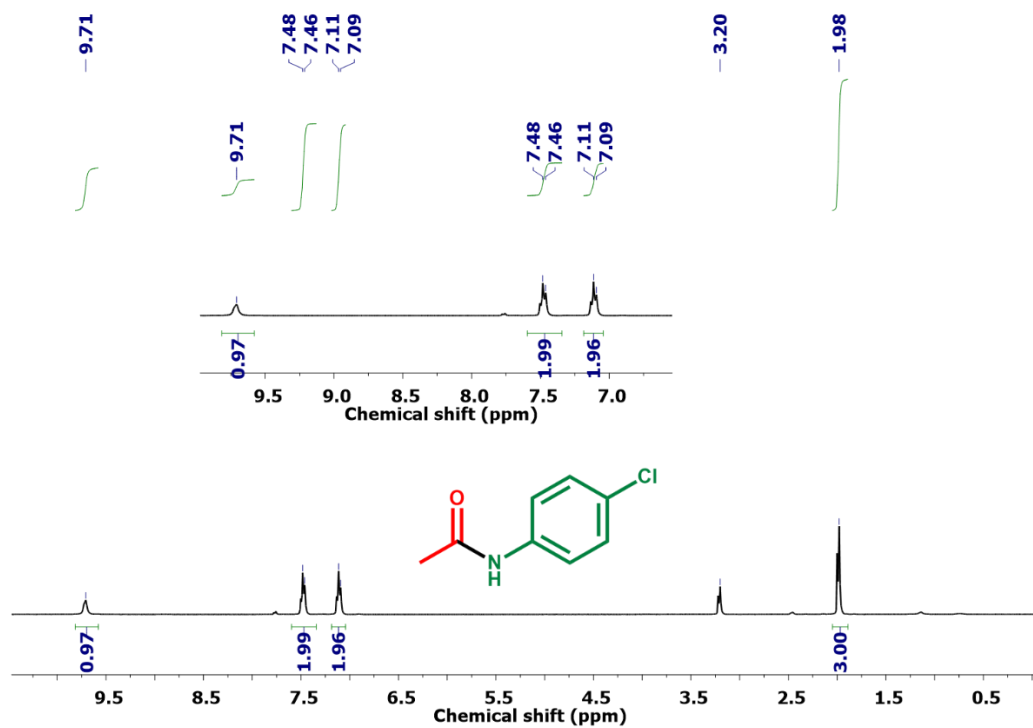 – 9.71
7.48
7.46
7.11
7.09
– 3.20
– 1.98
– 9.71
7.48
7.46
7.11
7.09
0.97
1.99
1.96
9.5 9.0 8.5 8.0 7.5 7.0
Chemical shift (ppm)
O
N
H
Cl
0.97
1.99
1.96
3.00
9.5 8.5 7.5 6.5 5.5 4.5 3.5 2.5 1.5 0.5
Chemical shift (ppm)